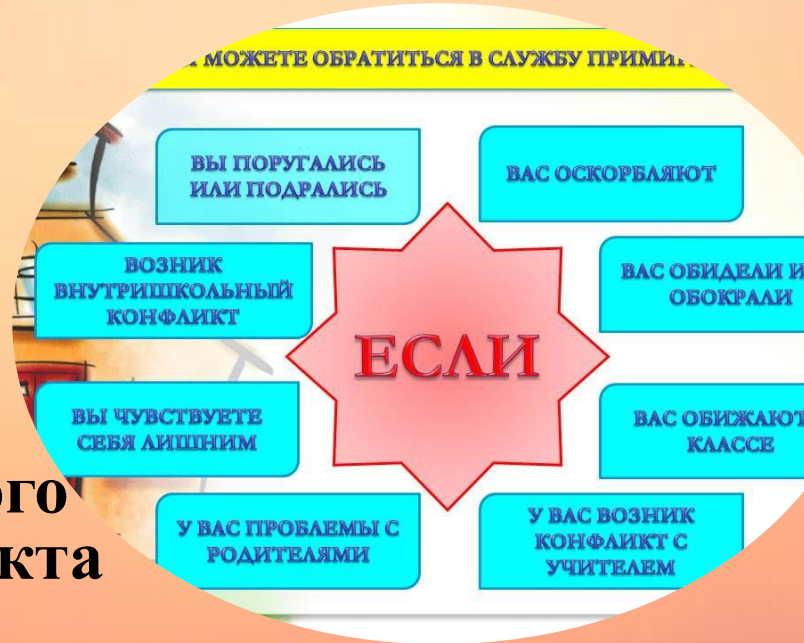 МОЖЕТЕ ОБРАТИТЬСЯ В СЛУЖБУ
ВЫ ПОРУГАЛИСЬ
ИЛИ ПОДРАЛИСЬ
ВАС ОСКОРБЛЯЮТ
ВОЗНИК
ВНУТРИШКОЛЬНЫЙ
КОНФЛИКТ
ВАС ОБИДЕЛИ
ОБОКРАЛИ
ЕСЛИ
ВЫ ЧУВСТВУЕТЕ
СЕБЯ ЛИШНИМ
ВАС ОБИЖАЮТ
КЛАССЕ
У ВАС ПРОБЛЕМЫ С
РОДИТЕЛЯМИ
У ВАС ВОЗНИК
КОНФЛИКТ С
УЧИТЕЛЕМ
ого
кта